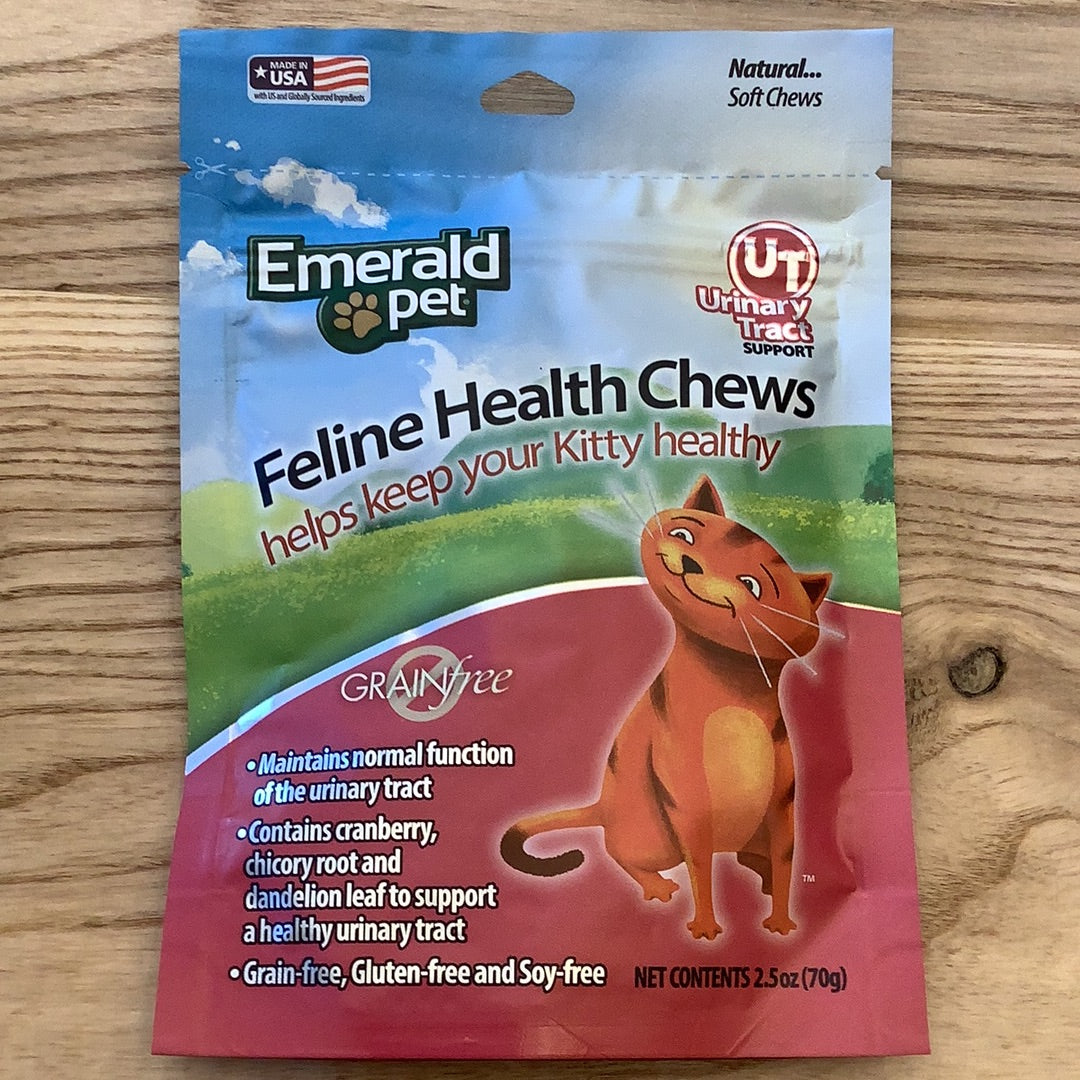 MADE IN
USA
with US and Globally Sourced Ingredients
Natural...
Soft Chews
Emerald
pet
UT
Urinary
Tract
SUPPORT
Feline Health Chews
helps keep your Kitty healthy
GRAINfree
• Maintains normal function
of the urinary tract
• Contains cranberry,
chicory root and
dandelion leaf to support
a healthy urinary tract
• Grain-free, Gluten-free and Soy-free
NET CONTENTS 2.5oz (70g)
TM